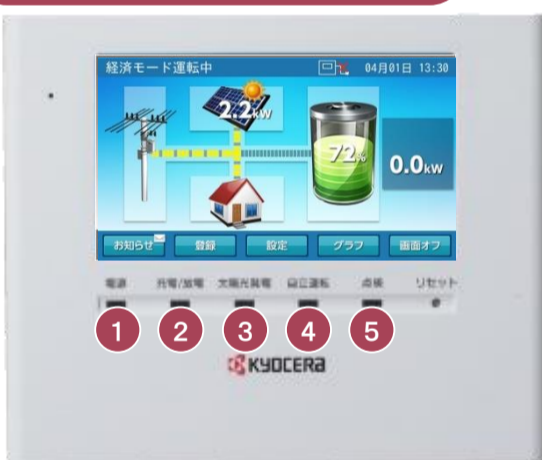 経済モード運転中 04月01日 13:30
2.2kw
72%
0.0kw
お知らせ 登録 設定 グラフ 画面オフ
電源 充電/放電 太陽光発電 自立運転 点検 リセット
1 2 3 4 5
KYOCERA